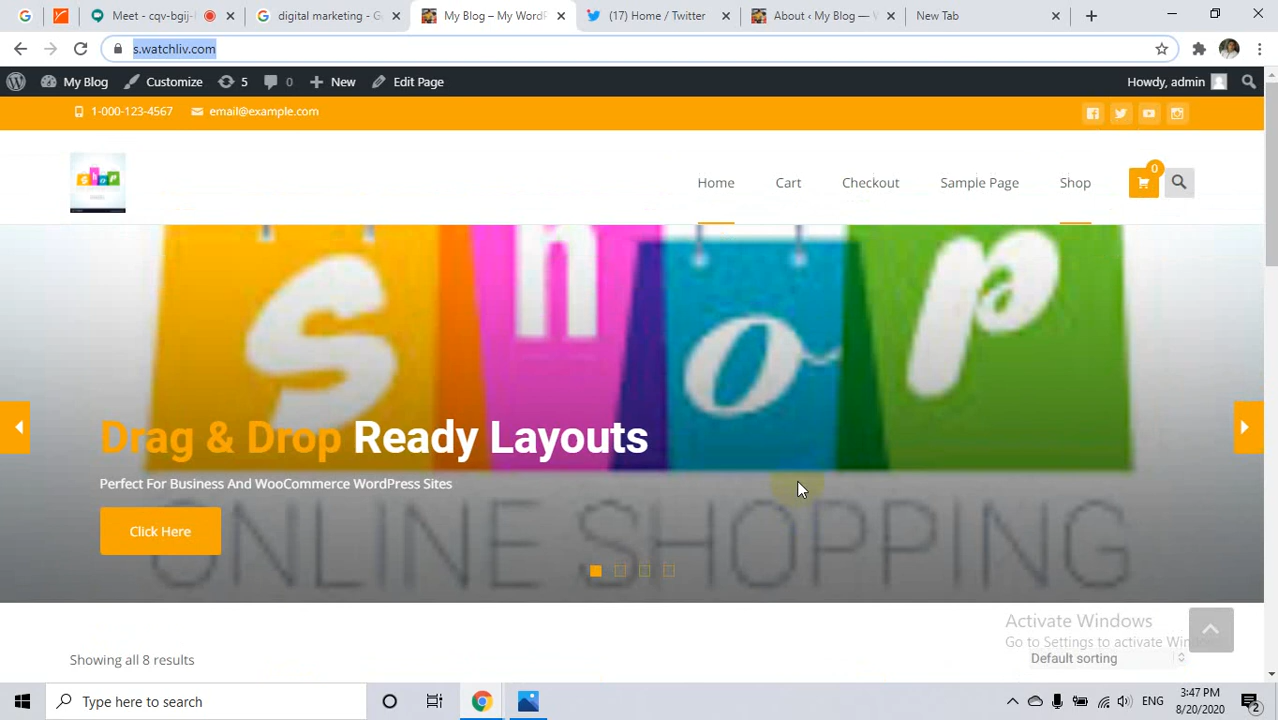 Meet - cqv-bgij-
digital marketing - G
My Blog – My WordP
(17) Home / Twitter
About ‹ My Blog — W
New Tab
s.watchliv.com
My Blog
Customize
5
0
New
Edit Page
Howdy, admin
1-000-123-4567
email@example.com
shop
Home
Cart
Checkout
Sample Page
Shop
0
shop
Drag & Drop Ready Layouts
Perfect For Business And WooCommerce WordPress Sites
Click Here
ONLINE SHOPPING
Activate Windows
Go to Settings to activate Windows.
Showing all 8 results
Default sorting
Type here to search
ENG
3:47 PM
8/20/2020
2